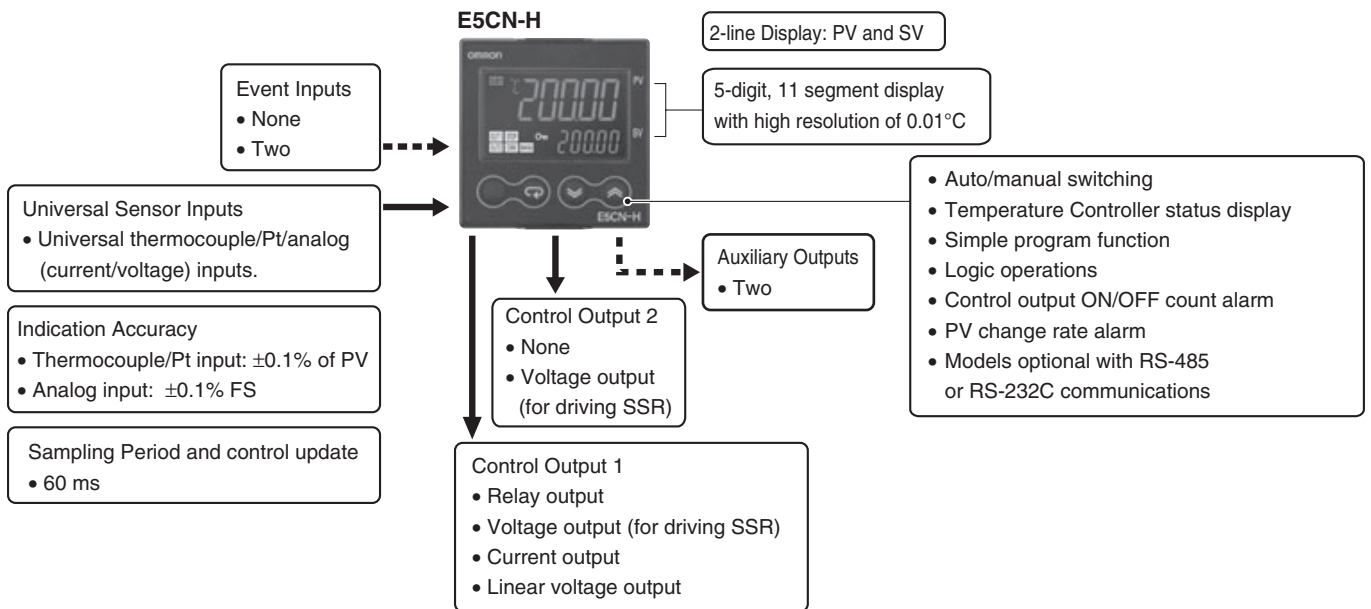 E5CN-H
2-line Display: PV and SV
omron
PV
°C
200.00
SV
200.00
E5CN-H
5-digit, 11 segment display
with high resolution of 0.01°C
Event Inputs
• None
• Two
Universal Sensor Inputs
• Universal thermocouple/Pt/analog
(current/voltage) inputs.
Indication Accuracy
• Thermocouple/Pt input: ±0.1% of PV
• Analog input: ±0.1% FS
Sampling Period and control update
• 60 ms
Auxiliary Outputs
• Two
Control Output 2
• None
• Voltage output
(for driving SSR)
Control Output 1
• Relay output
• Voltage output (for driving SSR)
• Current output
• Linear voltage output
• Auto/manual switching
• Temperature Controller status display
• Simple program function
• Logic operations
• Control output ON/OFF count alarm
• PV change rate alarm
• Models optional with RS-485
or RS-232C communications